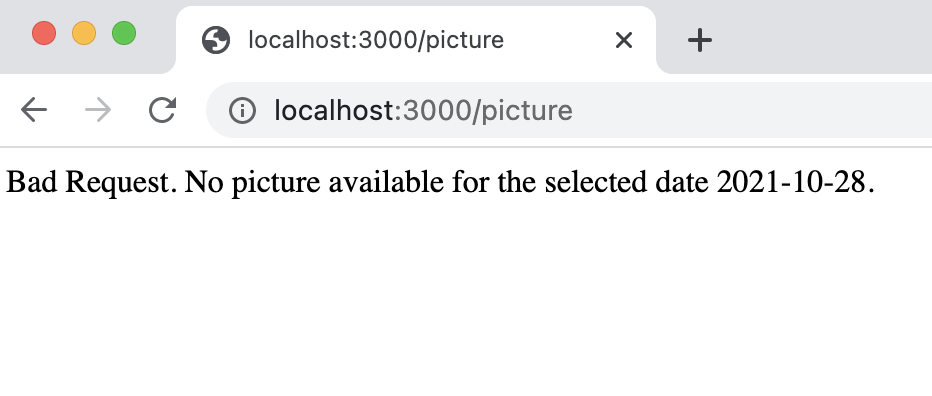 localhost:3000/picture
localhost:3000/picture
Bad Request. No picture available for the selected date 2021-10-28.